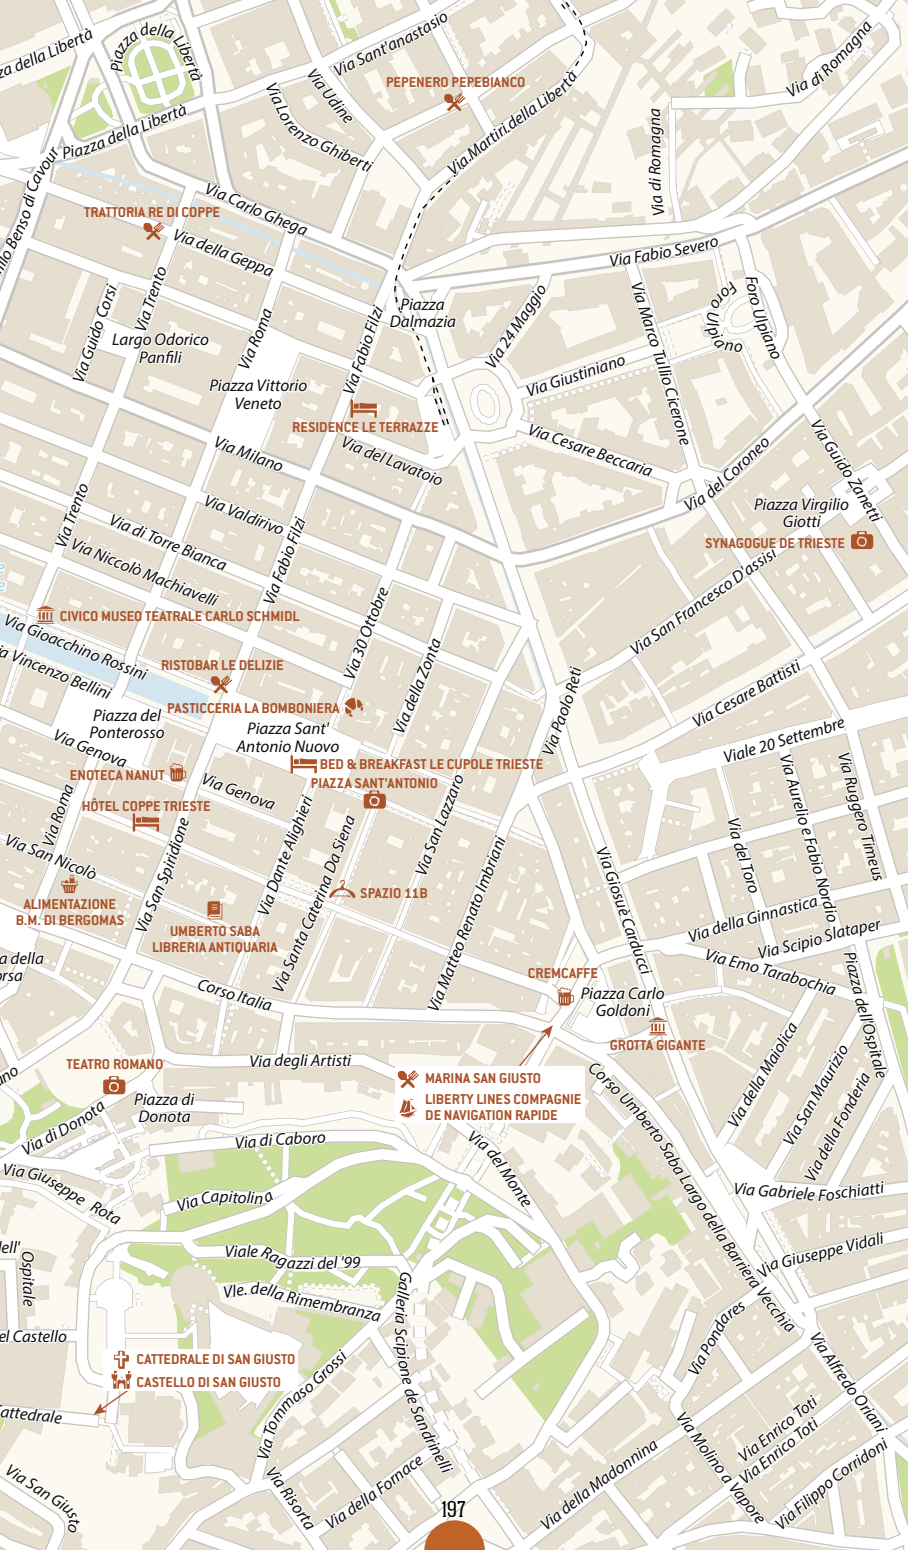 za della Libertà
Piazza della Libertà
Via Sant'anastasio
PEPENERO PEPEBIANCO
Via Udine
Via Lorenzo Ghiberti
Via di Romagna
Piazza della Libertà
Via Martiri della Libertà
Via di Romagna
Via Carlo Ghega
TRATTORIA RE DI COPPE
Via della Geppa
Via Fabio Severo
Foro Ulpiano
Foro Ulpiano
nillo Benso di Cavour
Via Guido Corsi
Via Trento
Largo Odorico
Panfili
Via Roma
Piazza
Dalmazia
Via Fabio Filzi
Via 24 Maggio
Via Marco Tullio Cicerone
Via Giustiniano
Piazza Vittorio
Veneto
RESIDENCE LE TERRAZZE
Via Milano
Via del Lavatoio
Via Cesare Beccaria
Via del Coroneo
Via Guido Zanetti
Piazza Virgilio
Giotti
SYNAGOGUE DE TRIESTE
Via Trento
Via Valdirivo
Via di Torre Bianca
Via Fabio Filzi
Via Niccolò Machiavelli
Via San Francesco D'assisi
CIVICO MUSEO TEATRALE CARLO SCHMIDL
Via Gioacchino Rossini
a Vincenzo Bellini
Via 30 Ottobre
Via della Zonta
RISTOBAR LE DELIZIE
PASTICCERIA LA BOMBONIERA
Via Paolo Reti
Via Cesare Battisti
Viale 20 Settembre
Piazza del
Ponterosso
Piazza Sant'
Antonio Nuovo
Via Genova
BED & BREAKFAST LE CUPOLE TRIESTE
ENOTECA NANUT
PIAZZA SANT'ANTONIO
Via Genova
HÔTEL COPPE TRIESTE
Via Roma
Via San Spiridione
Via Dante Alighieri
Via Santa Caterina Da Siena
Via San Lazzaro
Via Matteo Renato Imbriani
Via Giosuè Carducci
Via del Toro
Via Aurelio e Fabio Nordio
Via Ruggero Timeus
Via San Nicolò
SPAZIO 11B
ALIMENTAZIONE
B.M. DI BERGOMAS
UMBERTO SABA
LIBRERIA ANTIQUARIA
Via della Ginnastica
Via Scipio Slataper
Via Emo Tarabochia
Piazza dell'Ospitale
a della
orsa
Corso Italia
CREMCAFFE
Piazza Carlo
Goldoni
GROTTA GIGANTE
TEATRO ROMANO
Via degli Artisti
MARINA SAN GIUSTO
LIBERTY LINES COMPAGNIE
DE NAVIGATION RAPIDE
Corso Umberto Saba Largo della Barriera Vecchia
Via della Maiolica
Via San Maurizio
Via della Fonderia
ano
Piazza di
Donota
Via di Donota
Via di Caboro
Via del Monte
Via Giuseppe Rota
Via Capitolina
Via Gabriele Foschiatti
Via Giuseppe Vidali
dell'
Ospitale
Viale Ragazzi del '99
Vle. della Rimembranza
Galleria Scipione de Sandrinelli
el Castello
Via Pondares
Via Alfredo Oriani
CATTEDRALE DI SAN GIUSTO
CASTELLO DI SAN GIUSTO
attedrale
Via Tommaso Grossi
Via San Giusto
Via Risorta
Via della Fornace
Via della Madonnina
Via Molino a Vapore
Via Enrico Toti
Via Enrico Toti
Via Filippo Corridoni
197